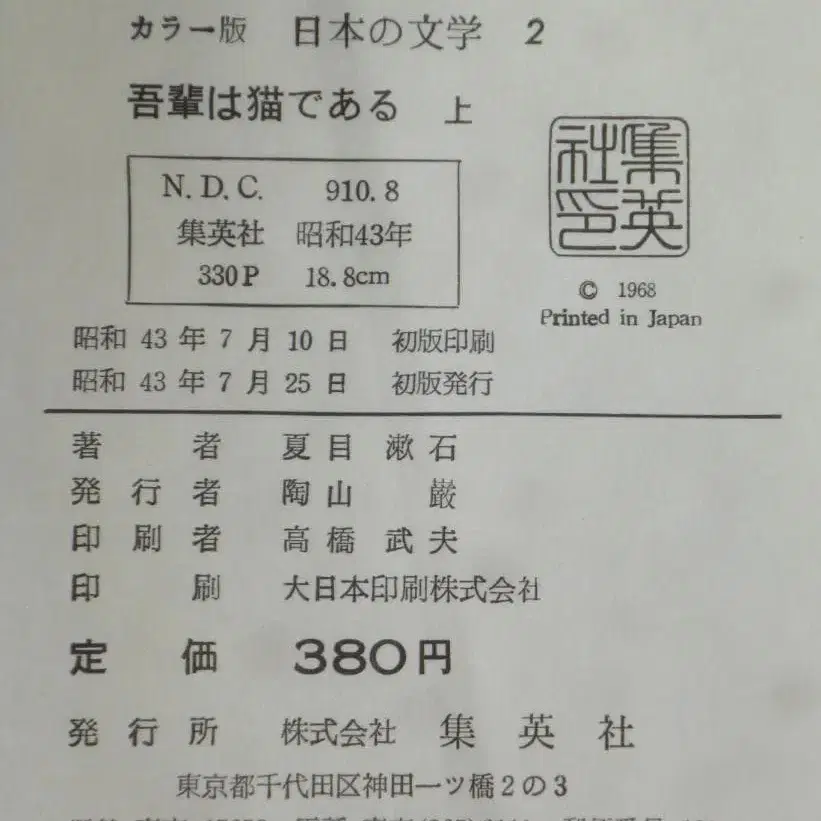 カラー版 日本の文学 2
吾輩は猫である 上
N. D. C. 910. 8
集英社 昭和43年
330P 18. 8cm
集英社印
© 1968
Printed in Japan
昭和 43 年 7 月 10 日 初版印刷
昭和 43 年 7 月 25 日 初版発行
著者 夏目漱石
発行者 陶山巌
印刷者 高橋武夫
印刷 大日本印刷株式会社
定価 380円
発行所 株式会社 集英社
東京都千代田区神田一ツ橋2の3